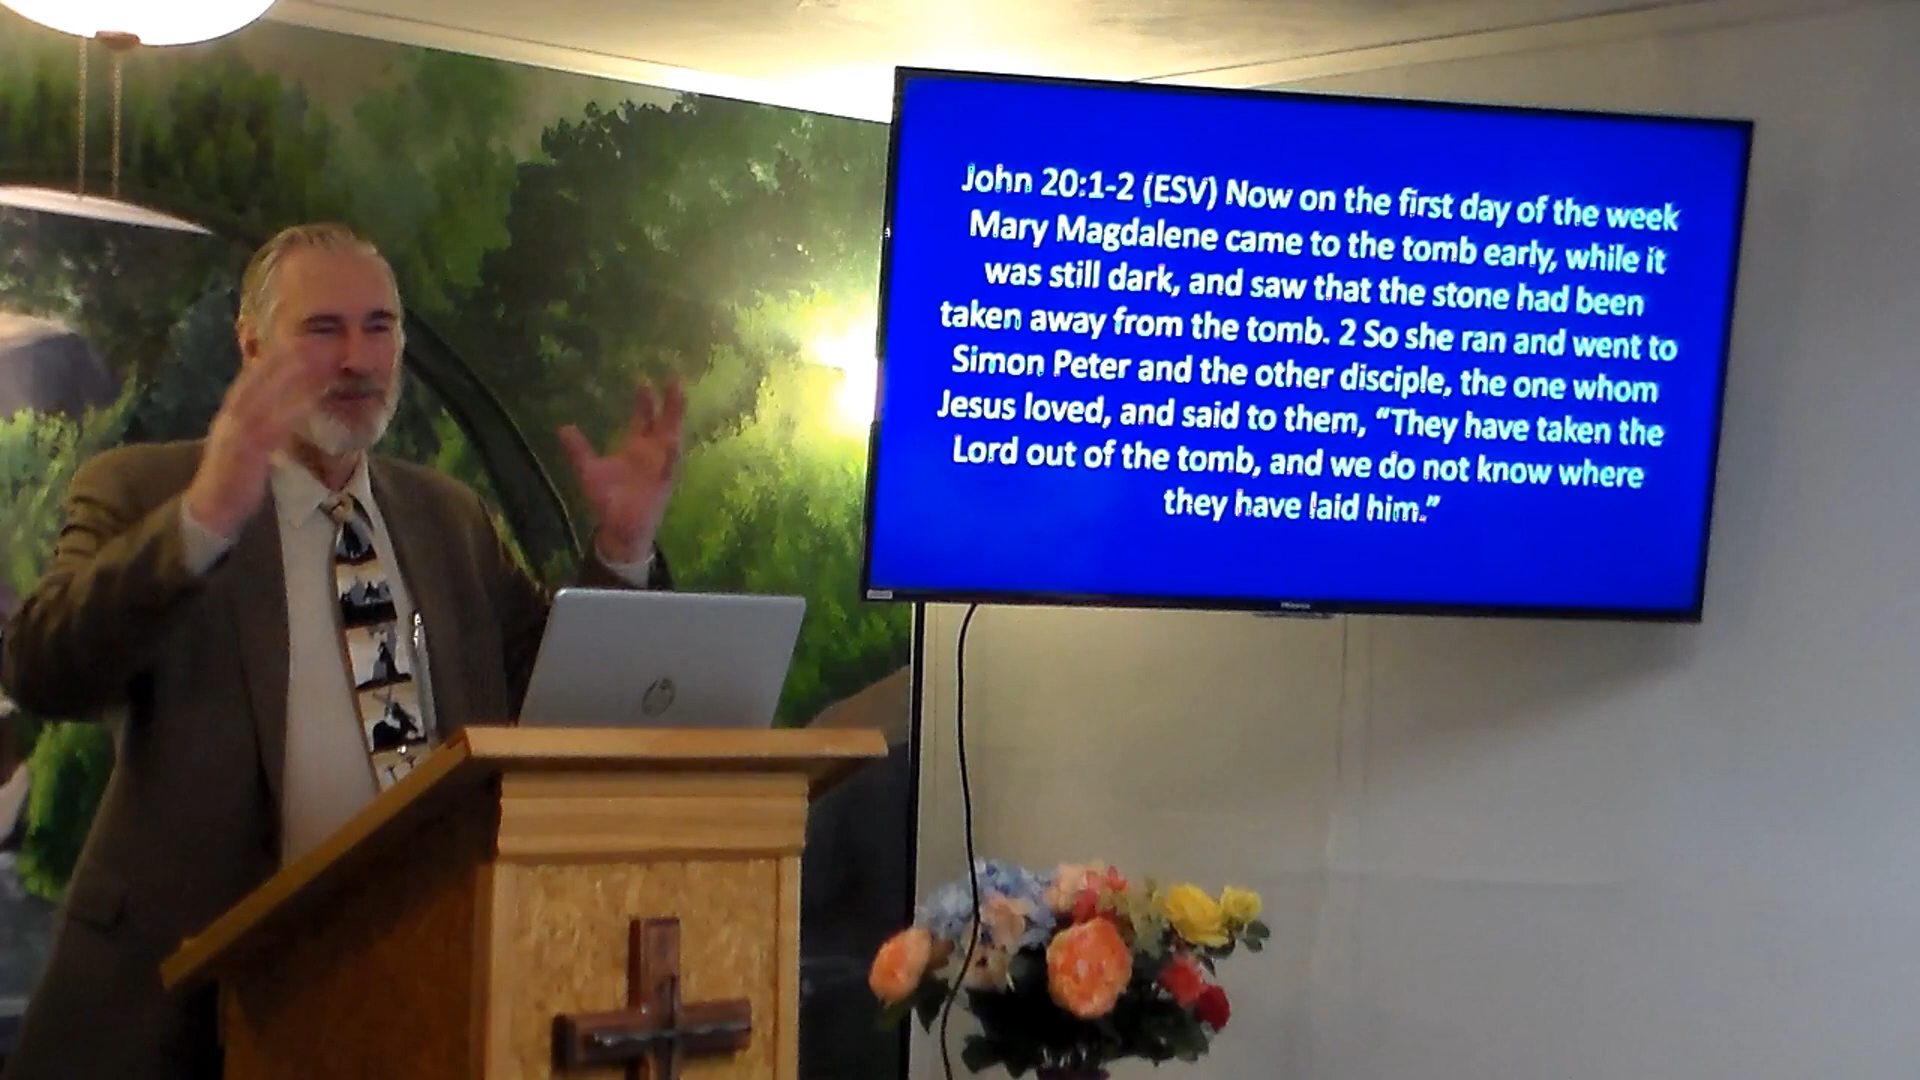 John 20:1-2 (ESV) Now on the first day of the week
Mary Magdalene came to the tomb early, while it
was still dark, and saw that the stone had been
taken away from the tomb. 2 So she ran and went to
Simon Peter and the other disciple, the one whom
Jesus loved, and said to them, “They have taken the
Lord out of the tomb, and we do not know where
they have laid him.”